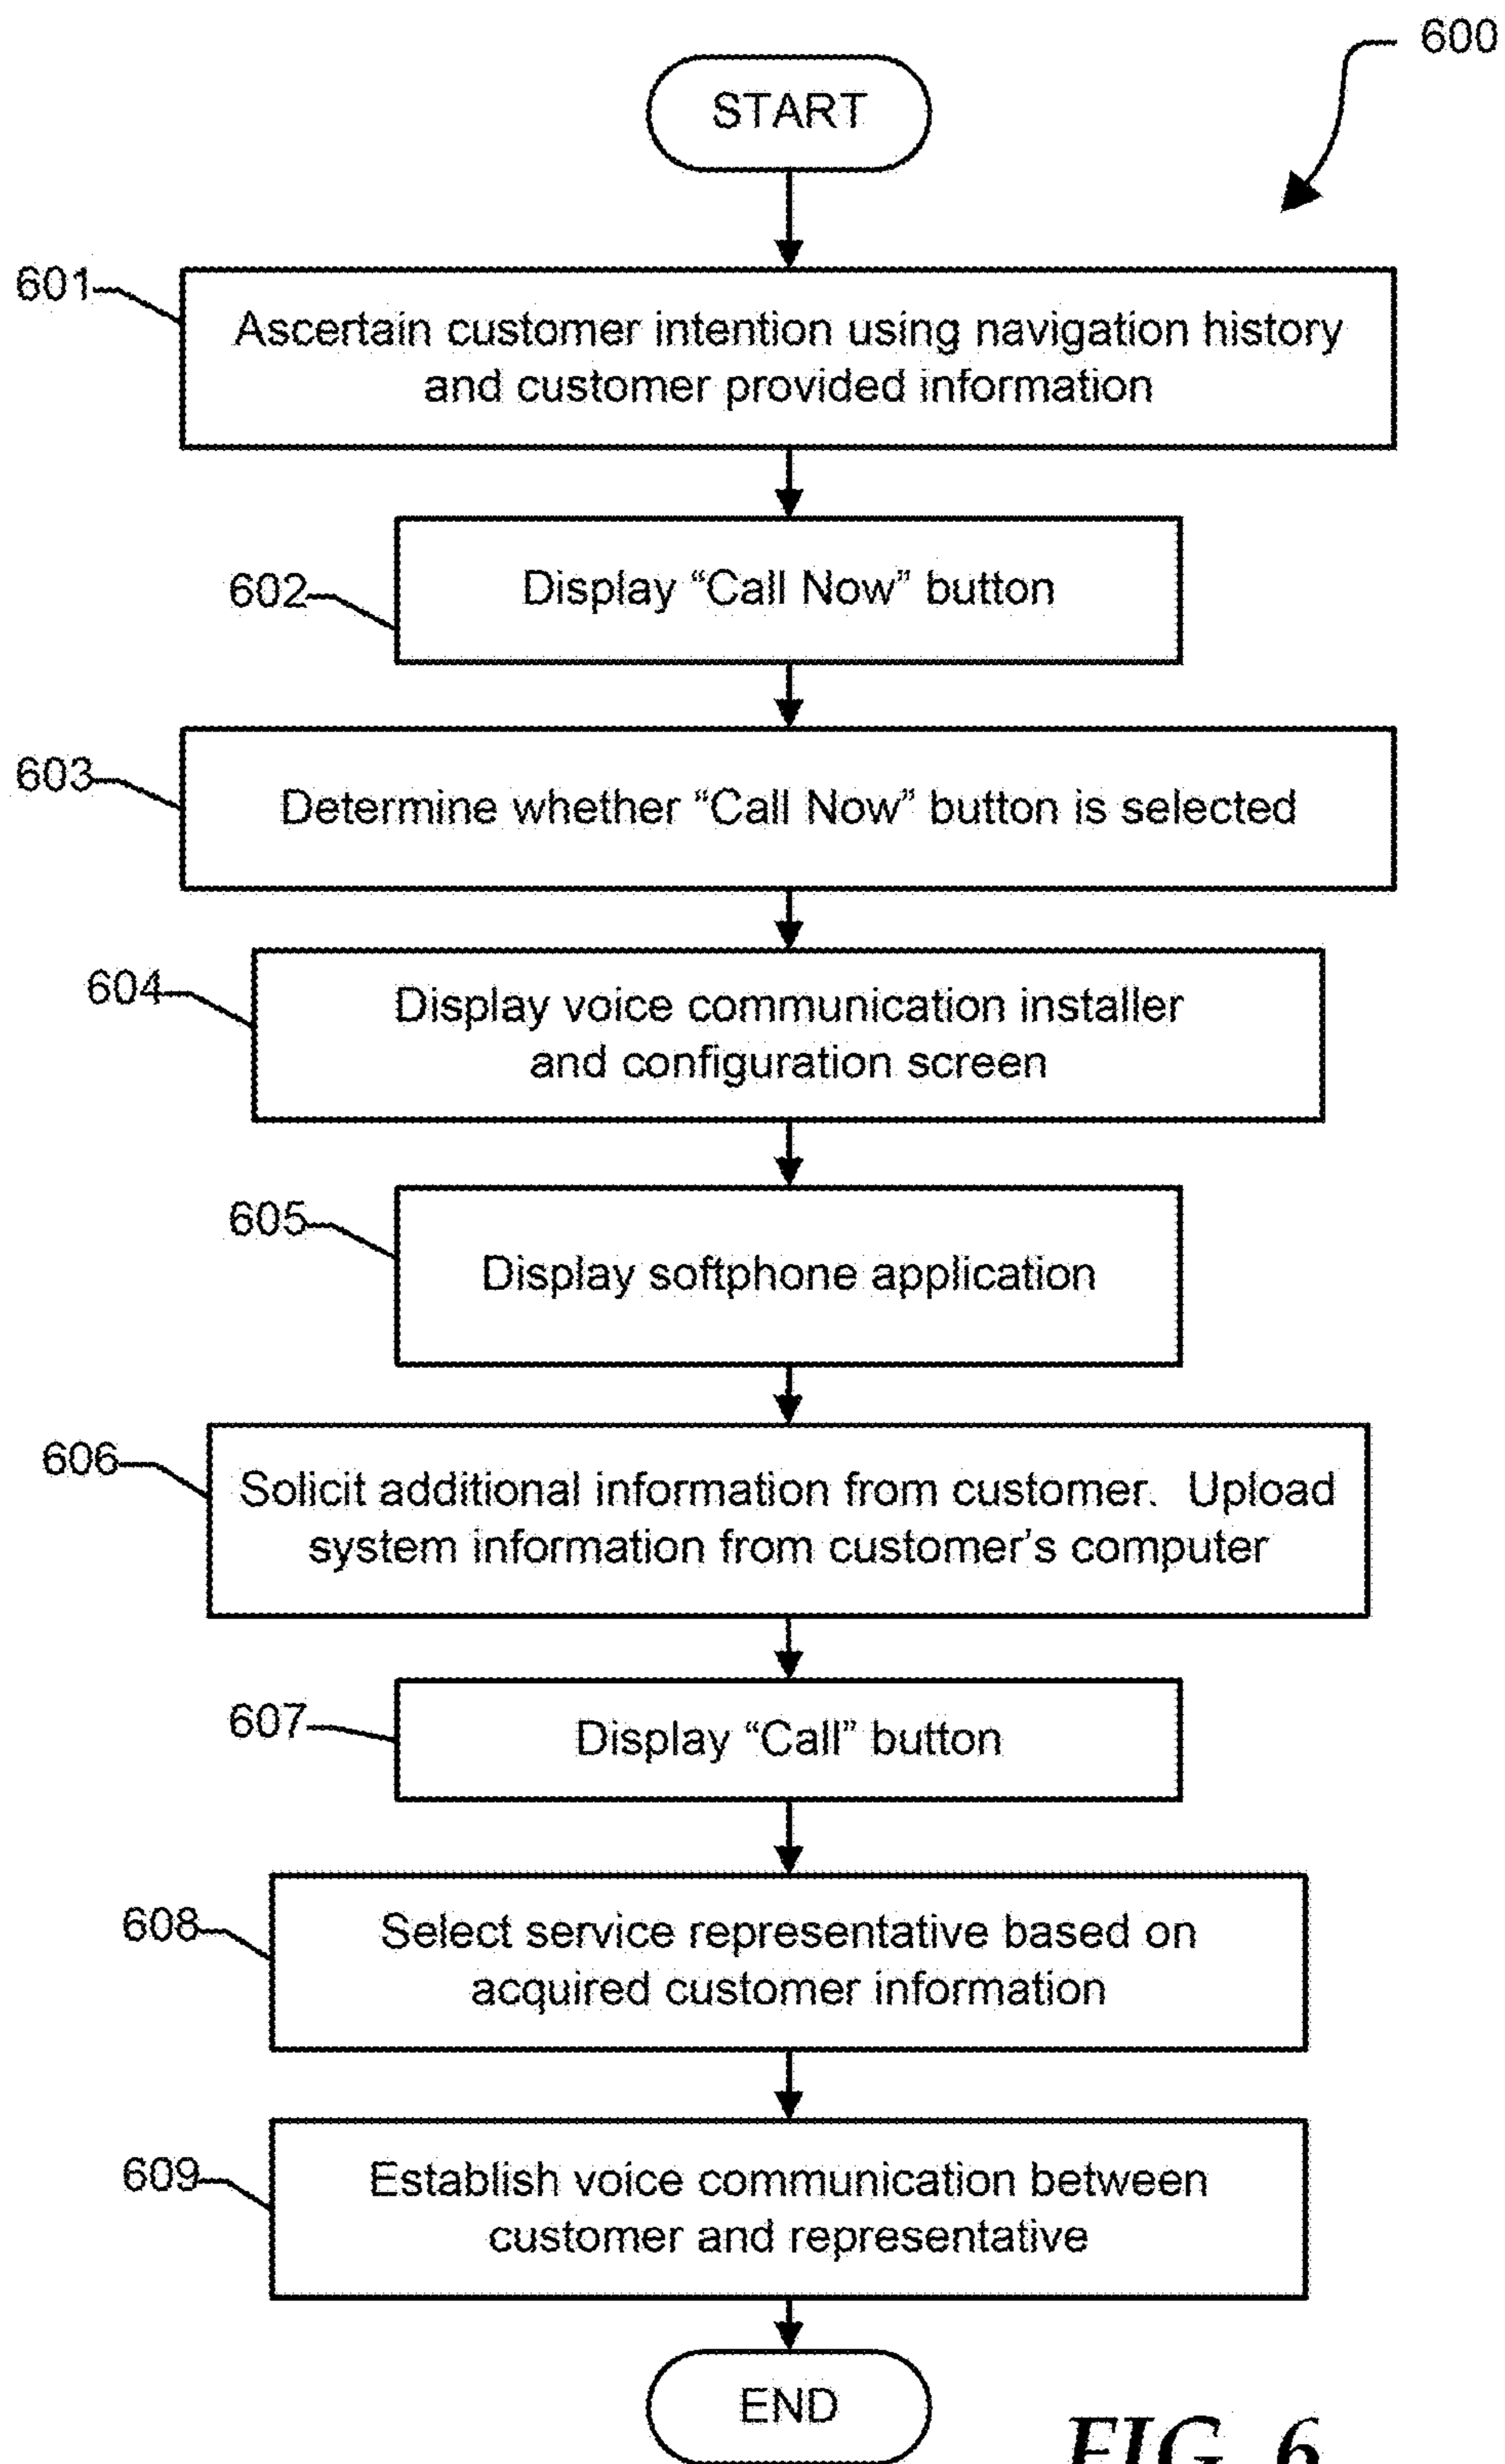 600
START
601
Ascertain customer intention using navigation history
and customer provided information
602
Display “Call Now” button
603
Determine whether “Call Now” button is selected
604
Display voice communication installer
and configuration screen
605
Display softphone application
606
Solicit additional information from customer. Upload
system information from customer’s computer
607
Display “Call” button
608
Select service representative based on
acquired customer information
609
Establish voice communication between
customer and representative
END
FIG. 6